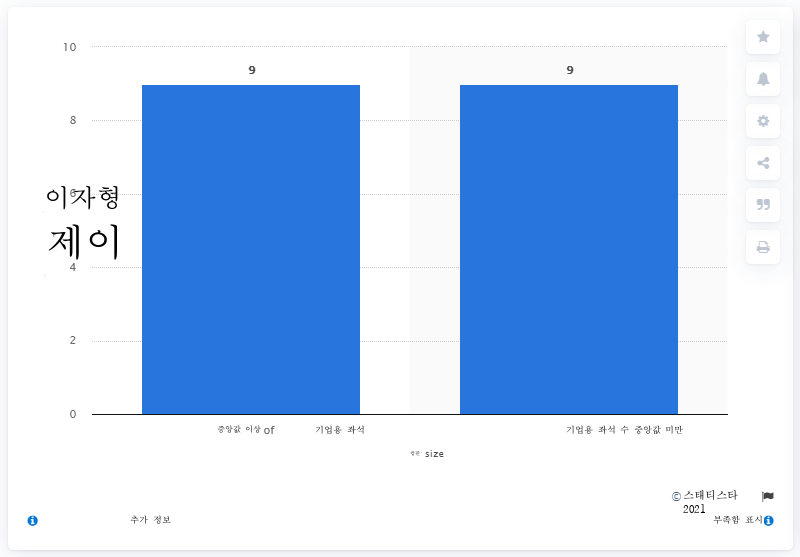 10
9
9
8
이자형
6
제이
4
2
0
중앙값 이상 of 기업용 좌석
기업용 좌석 수 중앙값 미만
size
© 스태티스타 2021
추가 정보
부족함 표시